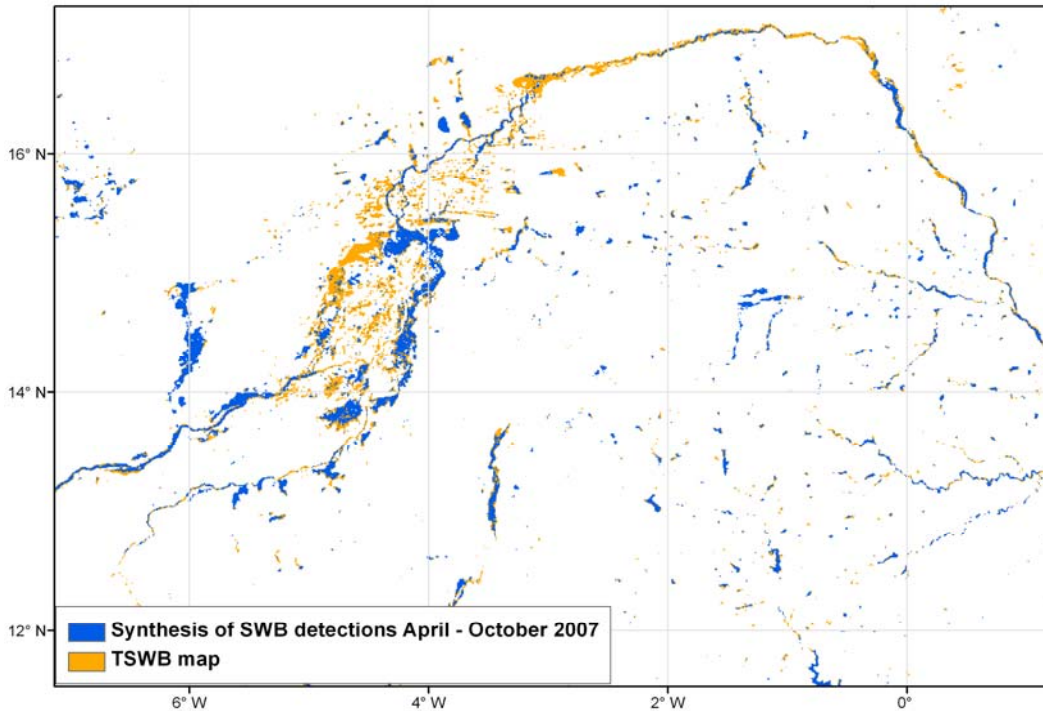 16° N
14° N
12° N
Synthesis of SWB detections April - October 2007
TSWB map
6° W
4° W
2° W
0°